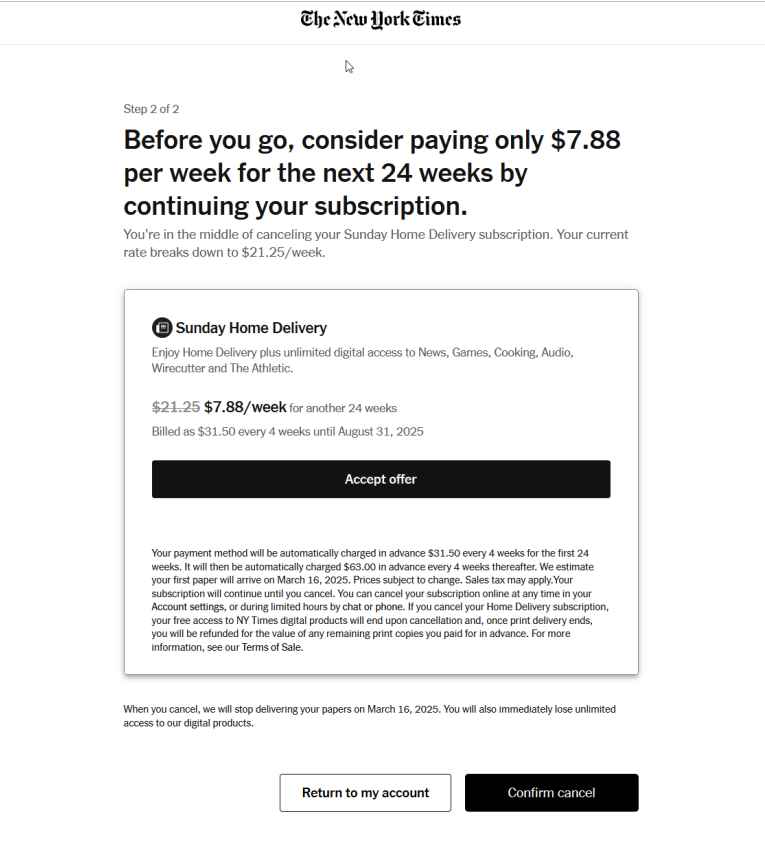 The New York Times
Step 2 of 2
Before you go, consider paying only $7.88
per week for the next 24 weeks by
continuing your subscription.
You're in the middle of canceling your Sunday Home Delivery subscription. Your current
rate breaks down to $21.25/week.
Sunday Home Delivery
Enjoy Home Delivery plus unlimited digital access to News, Games, Cooking, Audio,
Wirecutter and The Athletic.
$21.25 $7.88/week for another 24 weeks
Billed as $31.50 every 4 weeks until August 31, 2025
Accept offer
Your payment method will be automatically charged in advance $31.50 every 4 weeks for the first 24
weeks. It will then be automatically charged $63.00 in advance every 4 weeks thereafter. We estimate
your first paper will arrive on March 16, 2025. Prices subject to change. Sales tax may apply.Your
subscription will continue until you cancel. You can cancel your subscription online at any time in your
Account settings, or during limited hours by chat or phone. If you cancel your Home Delivery subscription,
your free access to NY Times digital products will end upon cancellation and, once print delivery ends,
you will be refunded for the value of any remaining print copies you paid for in advance. For more
information, see our Terms of Sale.
When you cancel, we will stop delivering your papers on March 16, 2025. You will also immediately lose unlimited
access to our digital products.
Return to my account
Confirm cancel